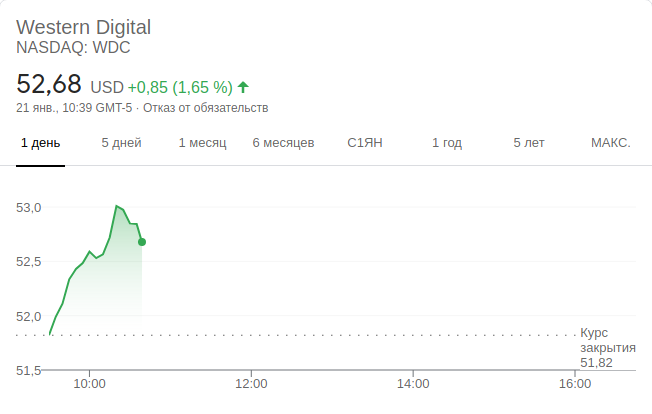 Western Digital
NASDAQ: WDC
52,68 USD +0,85 (1,65 %)
21 янв., 10:39 GMT-5 · Отказ от обязательств
1 день 5 дней 1 месяц 6 месяцев С1ЯН 1 год 5 лет МАКС.
53,0
52,5
52,0
Курс
закрытия
51,82
51,5
10:00 12:00 14:00 16:00